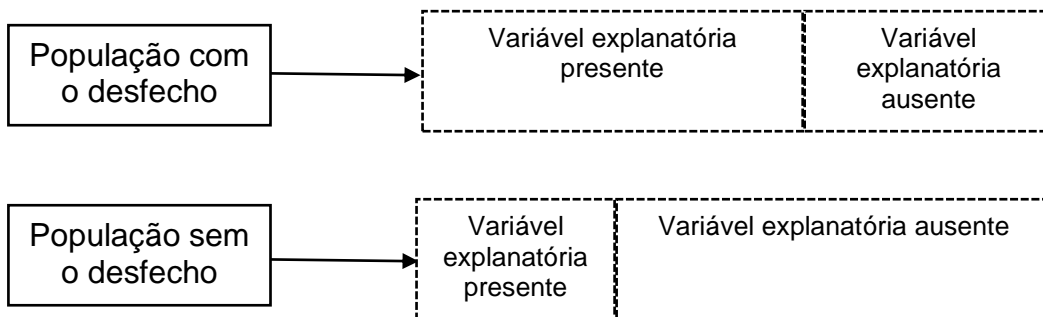 População com
o desfecho
Variável explanatória
presente
Variável
explanatória
ausente
População sem
o desfecho
Variável
explanatória
presente
Variável explanatória ausente